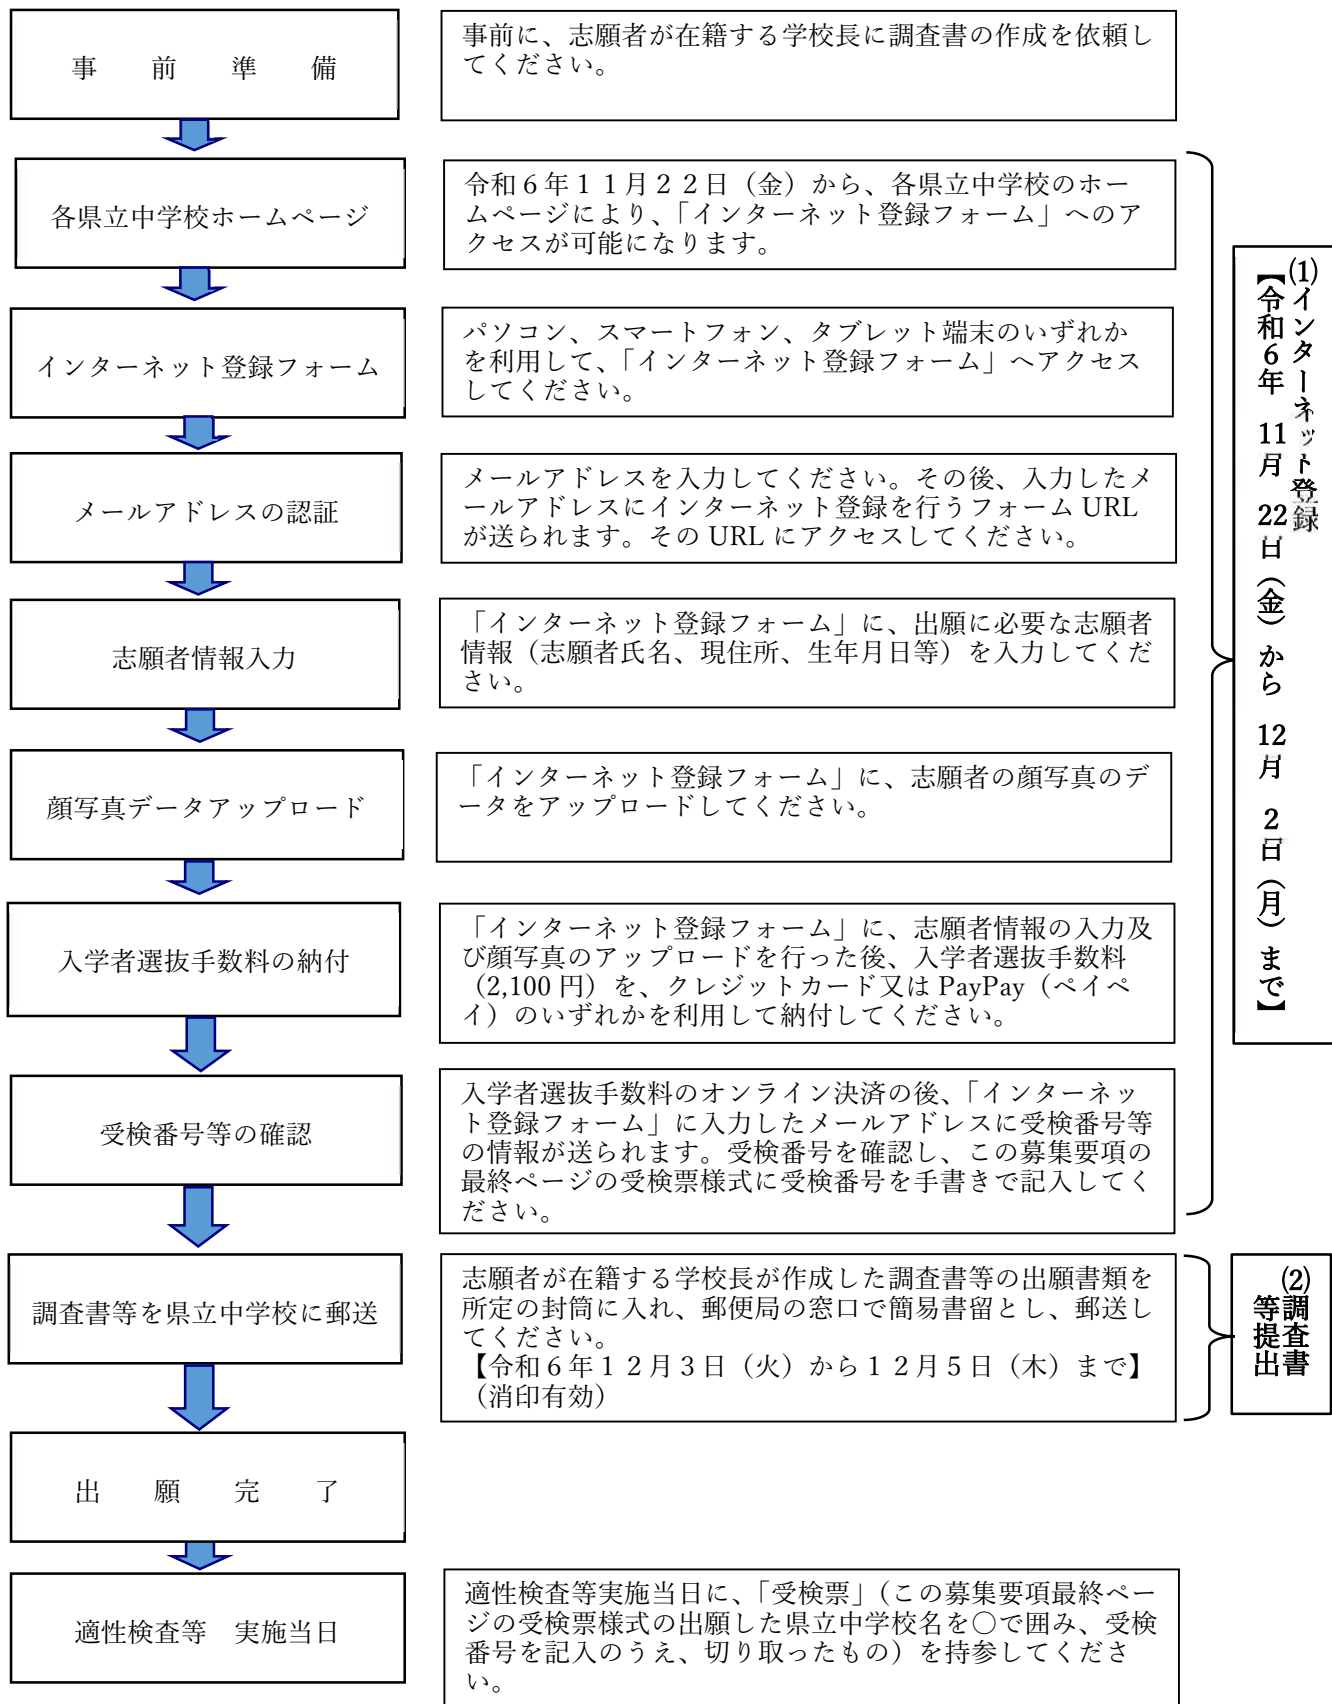 事　前　準　備
事前に、志願者が在籍する学校長に調査書の作成を依頼し
てください。
各県立中学校ホームページ
令和６年１１月２２日（金）から、各県立中学校のホー
ムページにより、「インターネット登録フォーム」へのア
クセスが可能になります。
インターネット登録フォーム
パソコン、スマートフォン、タブレット端末のいずれか
を利用して、「インターネット登録フォーム」へアクセス
してください。
メールアドレスの認証
メールアドレスを入力してください。その後、入力したメ
ールアドレスにインターネット登録を行うフォーム URL
が送られます。その URL にアクセスしてください。
志願者情報入力
「インターネット登録フォーム」に、出願に必要な志願者
情報（志願者氏名、現住所、生年月日等）を入力してくだ
さい。
顔写真データアップロード
「インターネット登録フォーム」に、志願者の顔写真のデ
ータをアップロードしてください。
入学者選抜手数料の納付
「インターネット登録フォーム」に、志願者情報の入力及
び顔写真のアップロードを行った後、入学者選抜手数料
（2,100 円）を、クレジットカード又は PayPay（ペイペ
イ）のいずれかを利用して納付してください。
受検番号等の確認
入学者選抜手数料のオンライン決済の後、「インターネッ
ト登録フォーム」に入力したメールアドレスに受検番号等
の情報が送られます。受検番号を確認し、この募集要項の
最終ページの受検票様式に受検番号を手書きで記入してく
ださい。
(1)インターネット登録
【令和６年 11 月 22 日（金）から 12 月 2 日（月）まで】
調査書等を県立中学校に郵送
志願者が在籍する学校長が作成した調査書等の出願書類を
所定の封筒に入れ、郵便局の窓口で簡易書留とし、郵送し
てください。
【令和６年１２月３日（火）から１２月５日（木）まで】
（消印有効）
(2)調査書
等提出
出　願　完　了
適性検査等　実施当日
適性検査等実施当日に、「受検票」（この募集要項最終ペー
ジの受検票様式の出願した県立中学校名を○で囲み、受検
番号を記入のうえ、切り取ったもの）を持参してくださ
い。